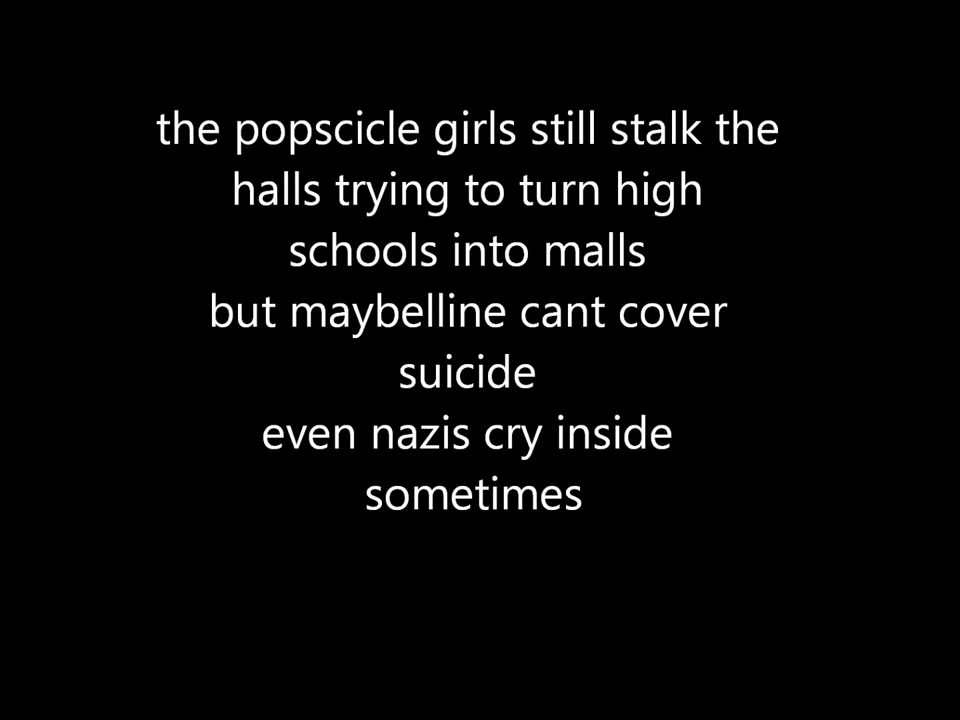 the popscicle girls still stalk the
halls trying to turn high
schools into malls
but maybelline cant cover
suicide
even nazis cry inside
sometimes